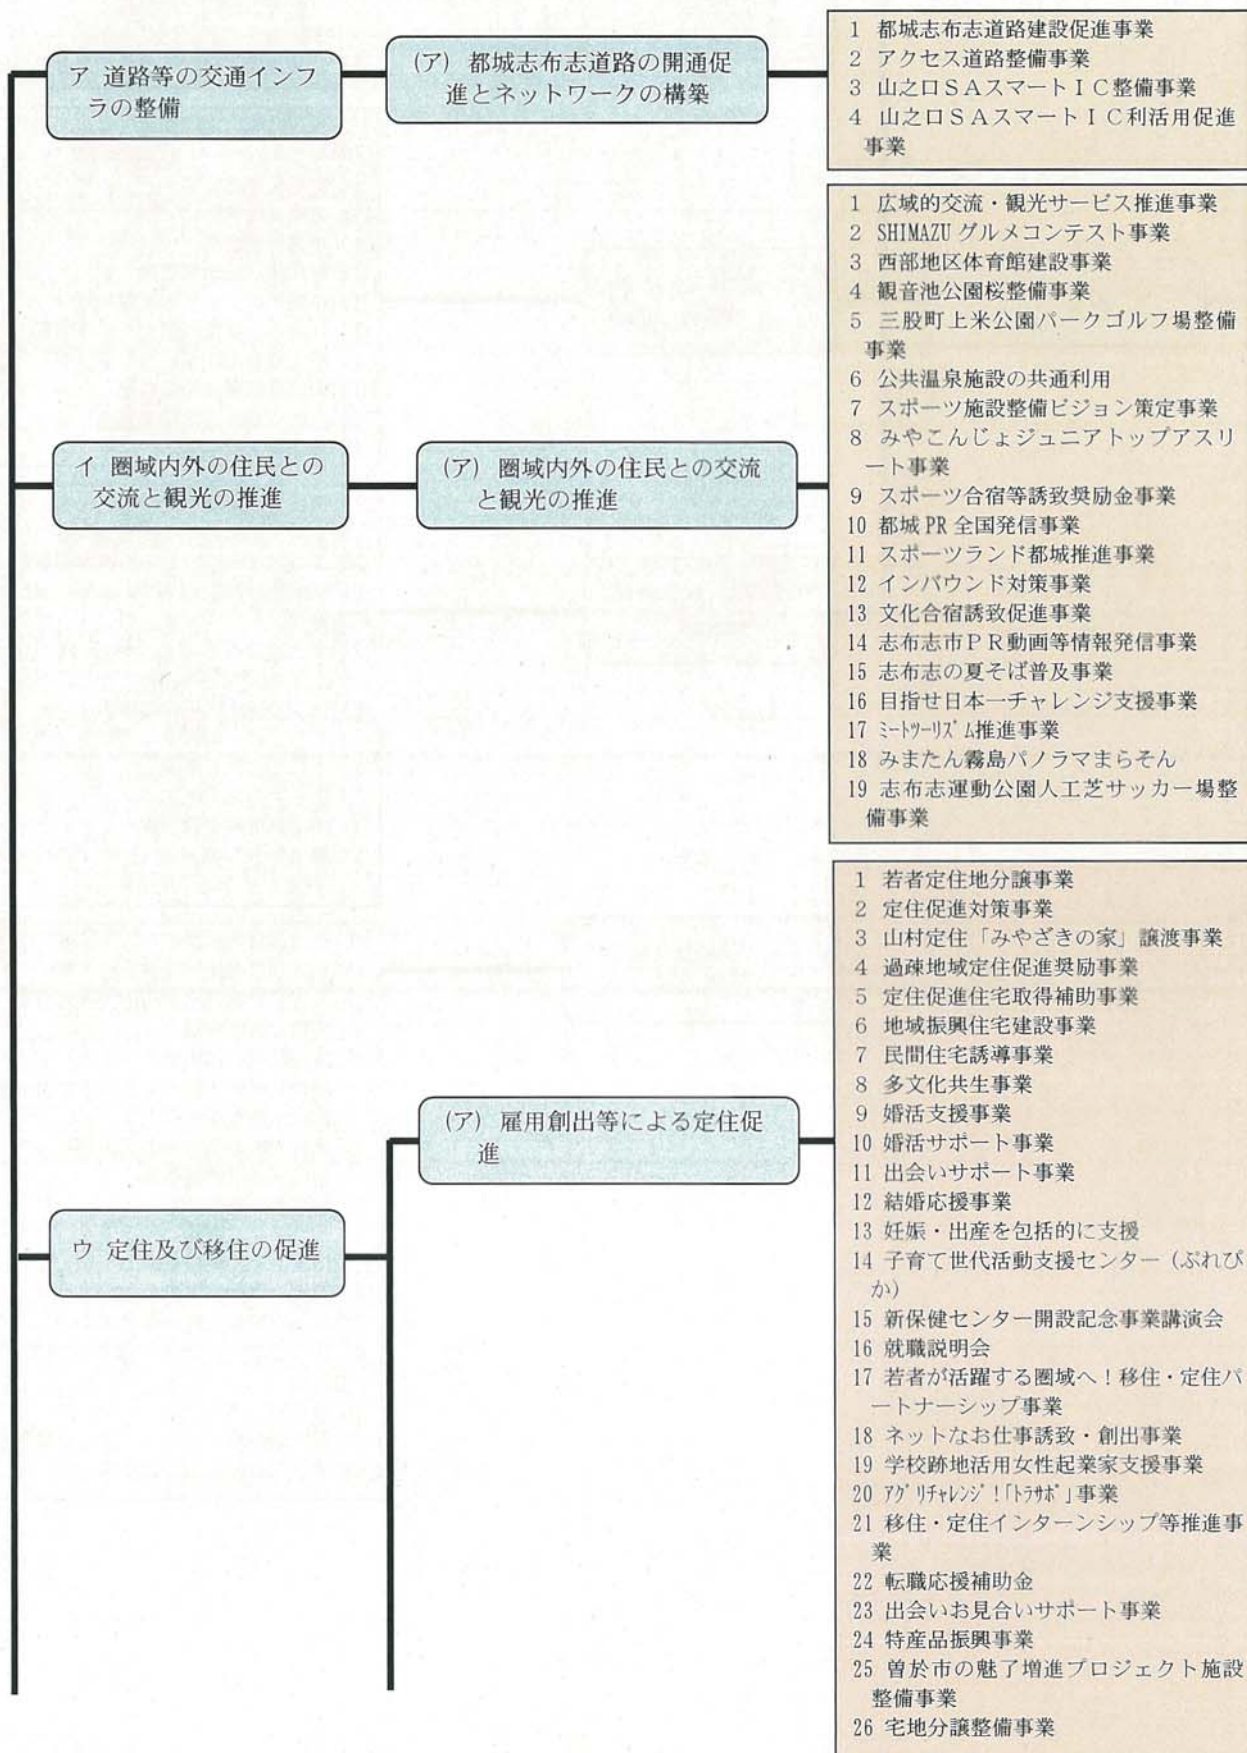 ア 道路等の交通インフ
ラの整備
(ア) 都城志布志道路の開通促
進とネットワークの構築
1 都城志布志道路建設促進事業
2 アクセス道路整備事業
3 山之口ＳＡスマートＩＣ整備事業
4 山之口ＳＡスマートＩＣ利活用促進
事業
イ 圏域内外の住民との
交流と観光の推進
(ア) 圏域内外の住民との交流
と観光の推進
1 広域的交流・観光サービス推進事業
2 SHIMAZUグルメコンテスト事業
3 西部地区体育館建設事業
4 観音池公園桜整備事業
5 三股町上米公園パークゴルフ場整備
事業
6 公共温泉施設の共通利用
7 スポーツ施設整備ビジョン策定事業
8 みやこんじょジュニアトップアスリ
ート事業
9 スポーツ合宿等誘致奨励金事業
10 都城PR全国発信事業
11 スポーツランド都城推進事業
12 インバウンド対策事業
13 文化合宿誘致促進事業
14 志布志市ＰＲ動画等情報発信事業
15 志布志の夏そば普及事業
16 目指せ日本一チャレンジ支援事業
17 ﾐｰﾄﾂｰﾘｽﾞﾑ推進事業
18 みまたん霧島パノラマまらそん
19 志布志運動公園人工芝サッカー場整
備事業
ウ 定住及び移住の促進
(ア) 雇用創出等による定住促
進
1 若者定住地分譲事業
2 定住促進対策事業
3 山村定住「みやざきの家」譲渡事業
4 過疎地域定住促進奨励事業
5 定住促進住宅取得補助事業
6 地域振興住宅建設事業
7 民間住宅誘導事業
8 多文化共生事業
9 婚活支援事業
10 婚活サポート事業
11 出会いサポート事業
12 結婚応援事業
13 妊娠・出産を包括的に支援
14 子育て世代活動支援センター（ぷれぴ
か）
15 新保健センター開設記念事業講演会
16 就職説明会
17 若者が活躍する圏域へ！移住・定住パ
ートナーシップ事業
18 ネットなお仕事誘致・創出事業
19 学校跡地活用女性起業家支援事業
20 ｱｸﾞﾘﾁｬﾚﾝｼﾞ！｢ﾄﾗｻﾎﾟ｣事業
21 移住・定住インターンシップ等推進事
業
22 転職応援補助金
23 出会いお見合いサポート事業
24 特産品振興事業
25 曽於市の魅了増進プロジェクト施設
整備事業
26 宅地分譲整備事業